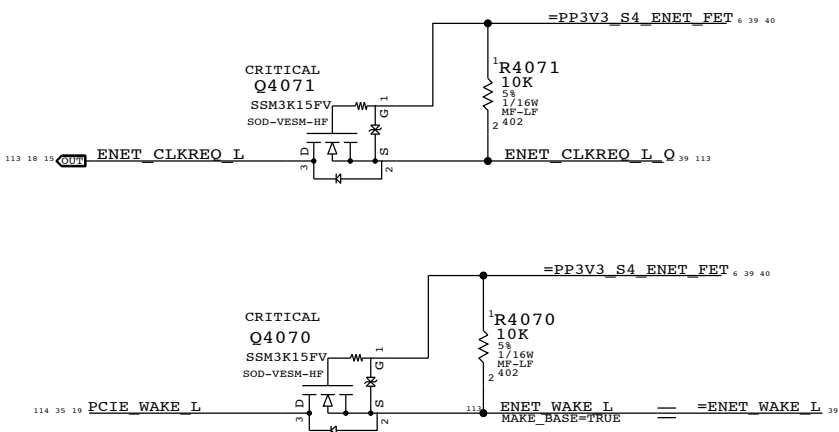 =PP3V3_S4_ENET_FET 6 39 40
CRITICAL
Q4071
SSM3K15FV
SOD-VESM-HF
G 1
1 R4071
10K
5%
1/16W
MF-LF
2 402
3 D
S 2
113 18 15 OUT ENET_CLKREQ_L
ENET_CLKREQ_L_Q 39 113
=PP3V3_S4_ENET_FET 6 39 40
CRITICAL
Q4070
SSM3K15FV
SOD-VESM-HF
G 1
1 R4070
10K
5%
1/16W
MF-LF
2 402
3 D
S 2
114 35 19 PCIE_WAKE_L
113 ENET_WAKE_L
MAKE_BASE=TRUE
=ENET_WAKE_L 39